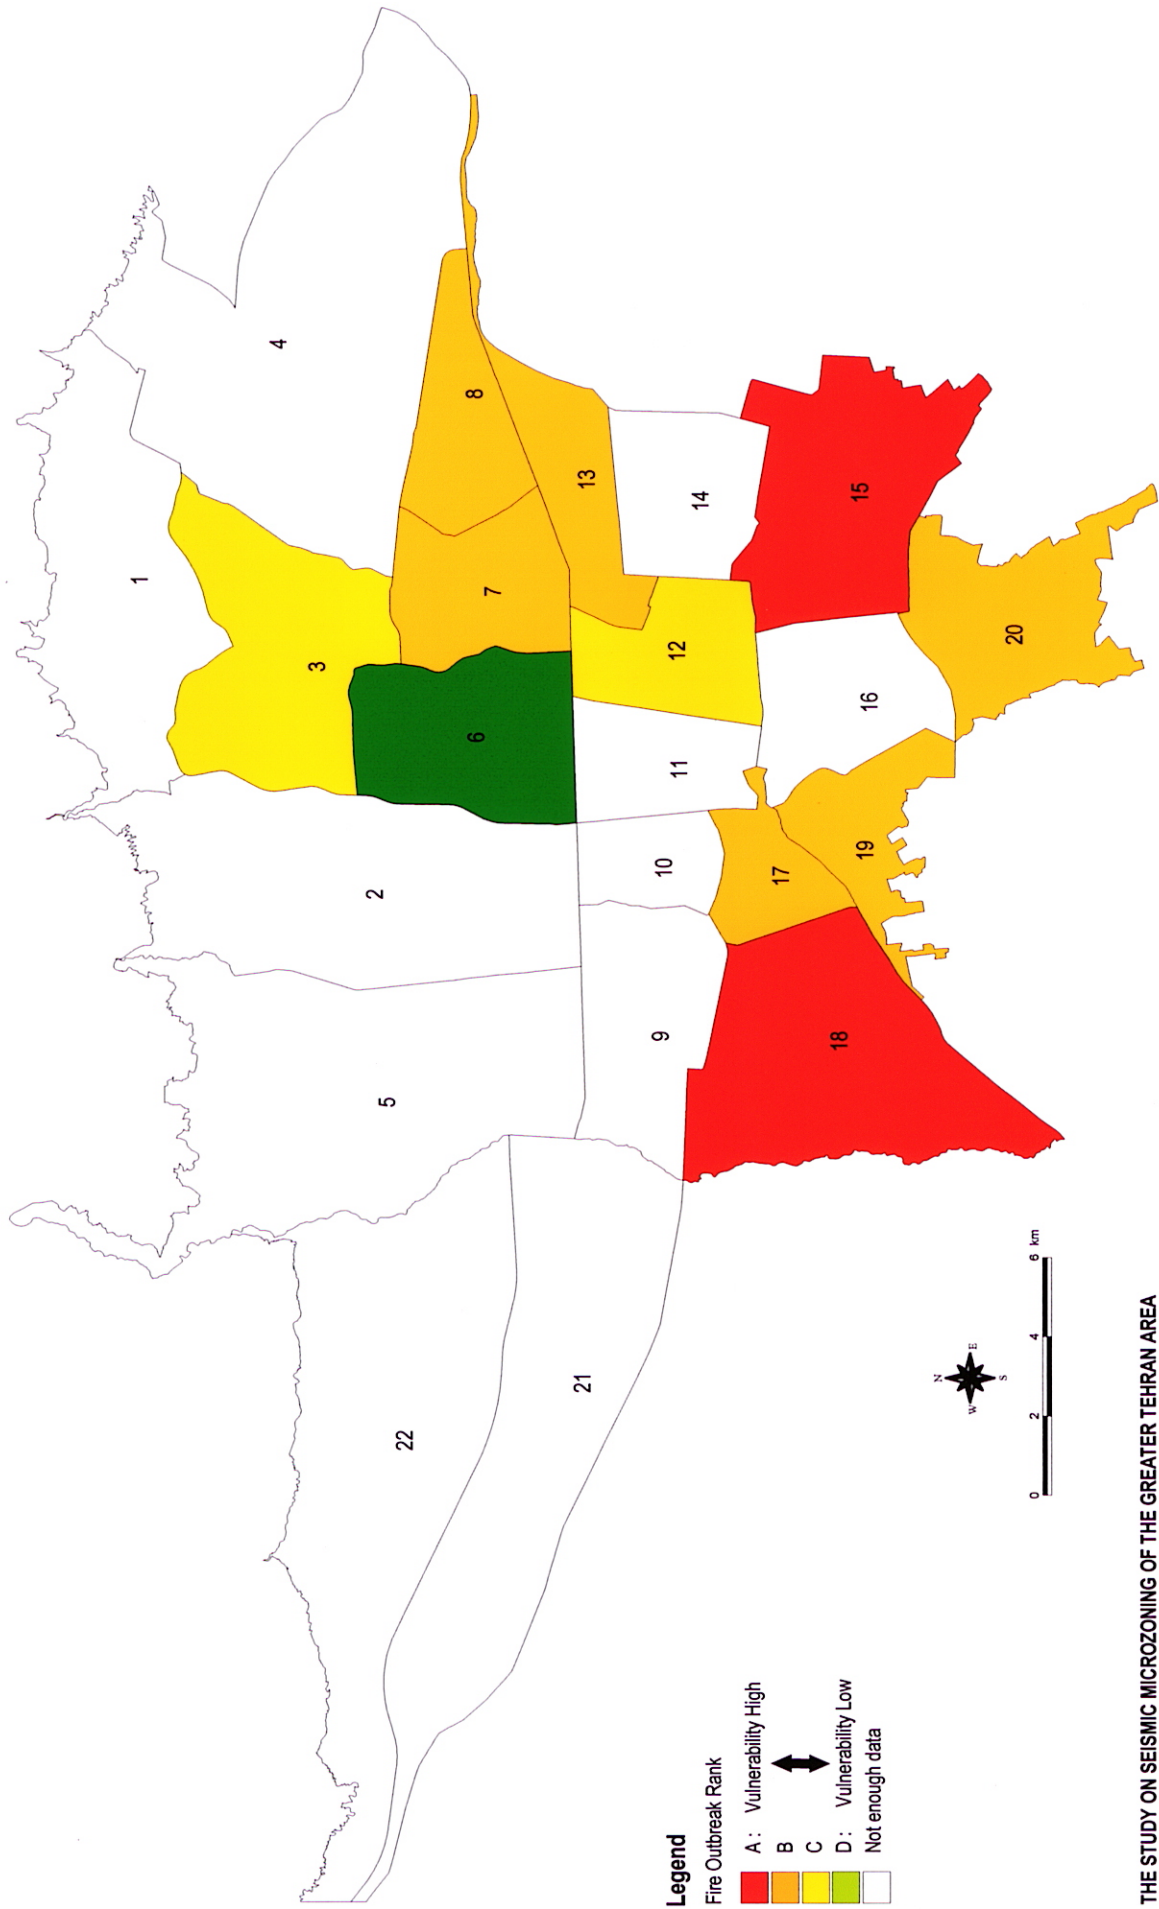 1
2
3
4
5
6
7
8
9
10
11
12
13
14
15
16
17
18
19
20
21
22
N
W
E
S
0
2
4
6 km
Legend
Fire Outbreak Rank
A : Vulnerability High
B
C
D : Vulnerability Low
Not enough data
THE STUDY ON SEISMIC MICROZONING OF THE GREATER TEHRAN AREA